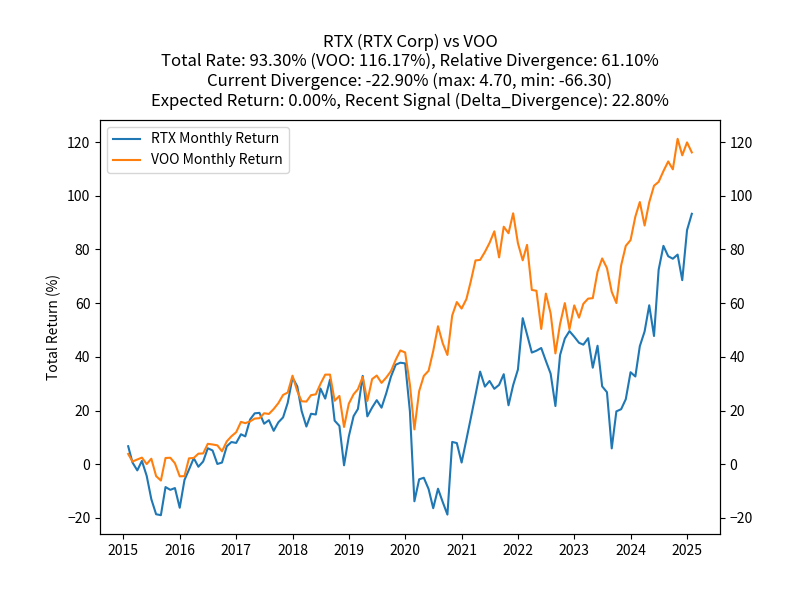 RTX (RTX Corp) vs VOO
Total Rate: 93.30% (VOO: 116.17%), Relative Divergence: 61.10%
Current Divergence: -22.90% (max: 4.70, min: -66.30)
Expected Return: 0.00%, Recent Signal (Delta_Divergence): 22.80%
RTX Monthly Return
VOO Monthly Return
Total Return (%)
120 120
100 100
80 80
60 60
40 40
20 20
0 0
−20 −20
2015 2016 2017 2018 2019 2020 2021 2022 2023 2024 2025